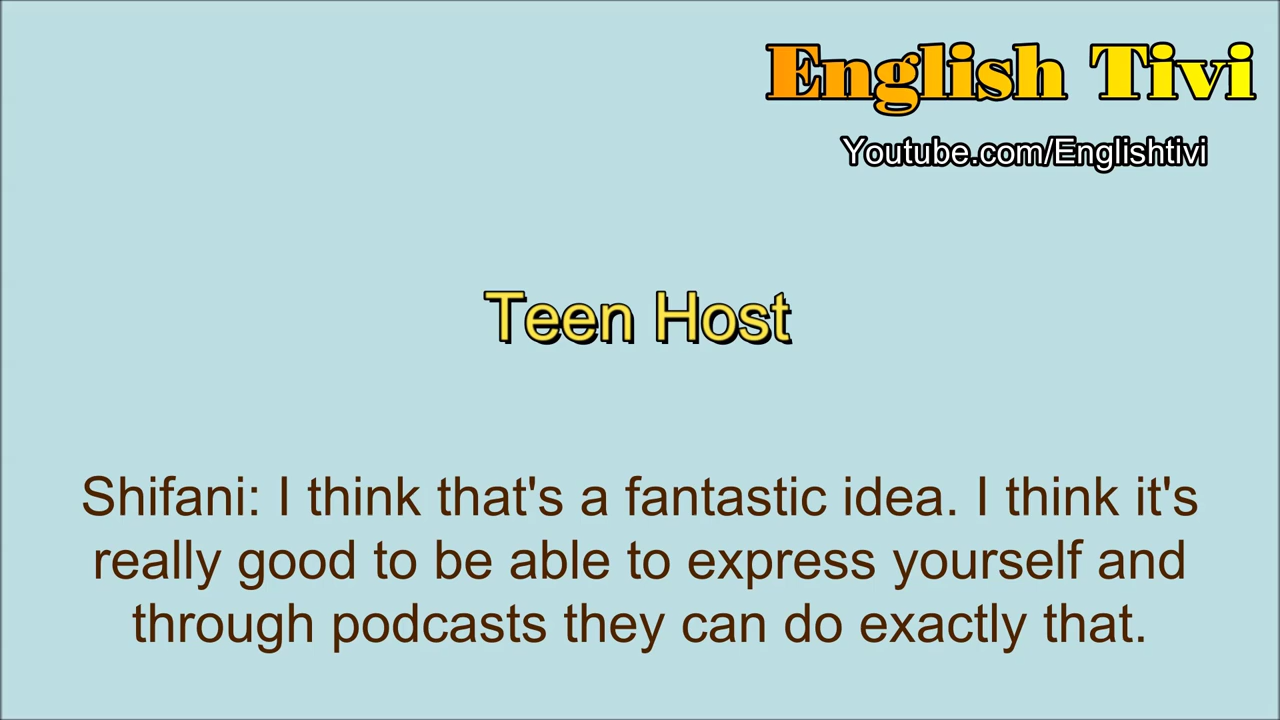 English Tivi
Youtube.com/Englishtivi
Teen Host
Shifani: I think that's a fantastic idea. I think it's
really good to be able to express yourself and
through podcasts they can do exactly that.